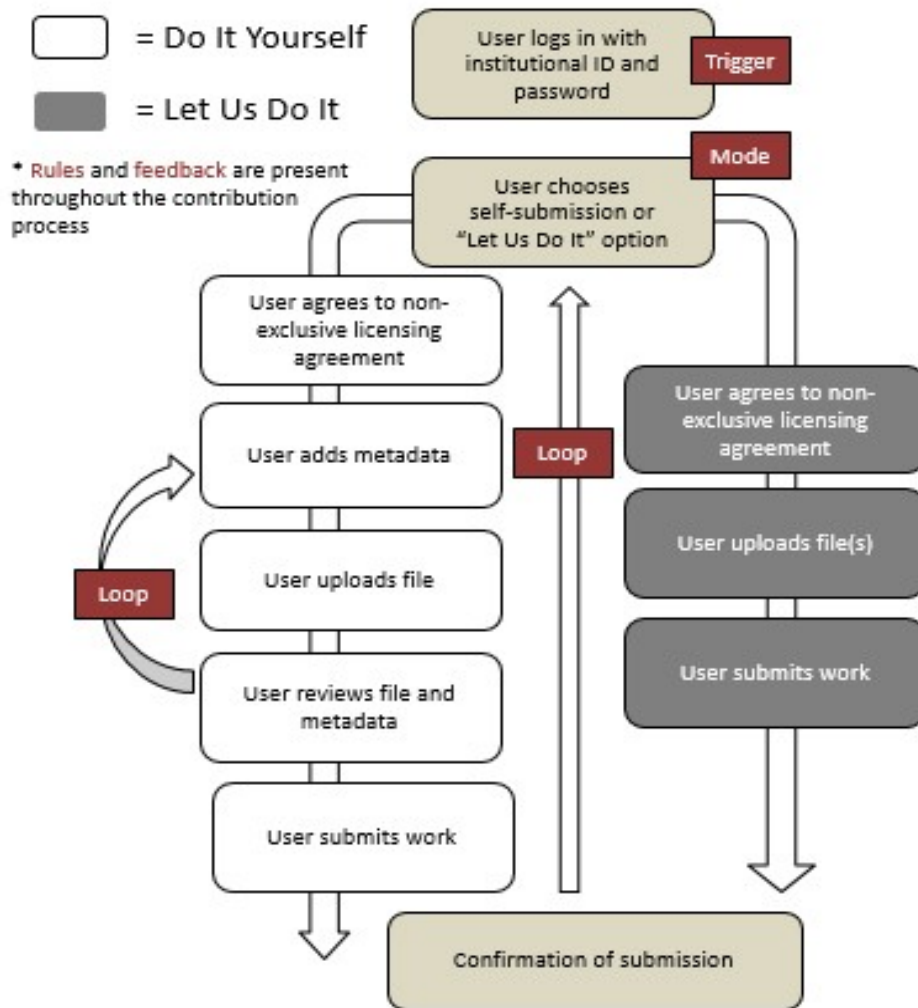 = Do It Yourself
= Let Us Do It
* Rules and feedback are present
throughout the contribution
process
User logs in with
institutional ID and
password
Trigger
Mode
User chooses
self-submission or
“Let Us Do It” option
User agrees to non-
exclusive licensing
agreement
User adds metadata
Loop
User uploads file
User reviews file and
metadata
User submits work
Loop
User agrees to non-
exclusive licensing
agreement
User uploads file(s)
User submits work
Confirmation of submission